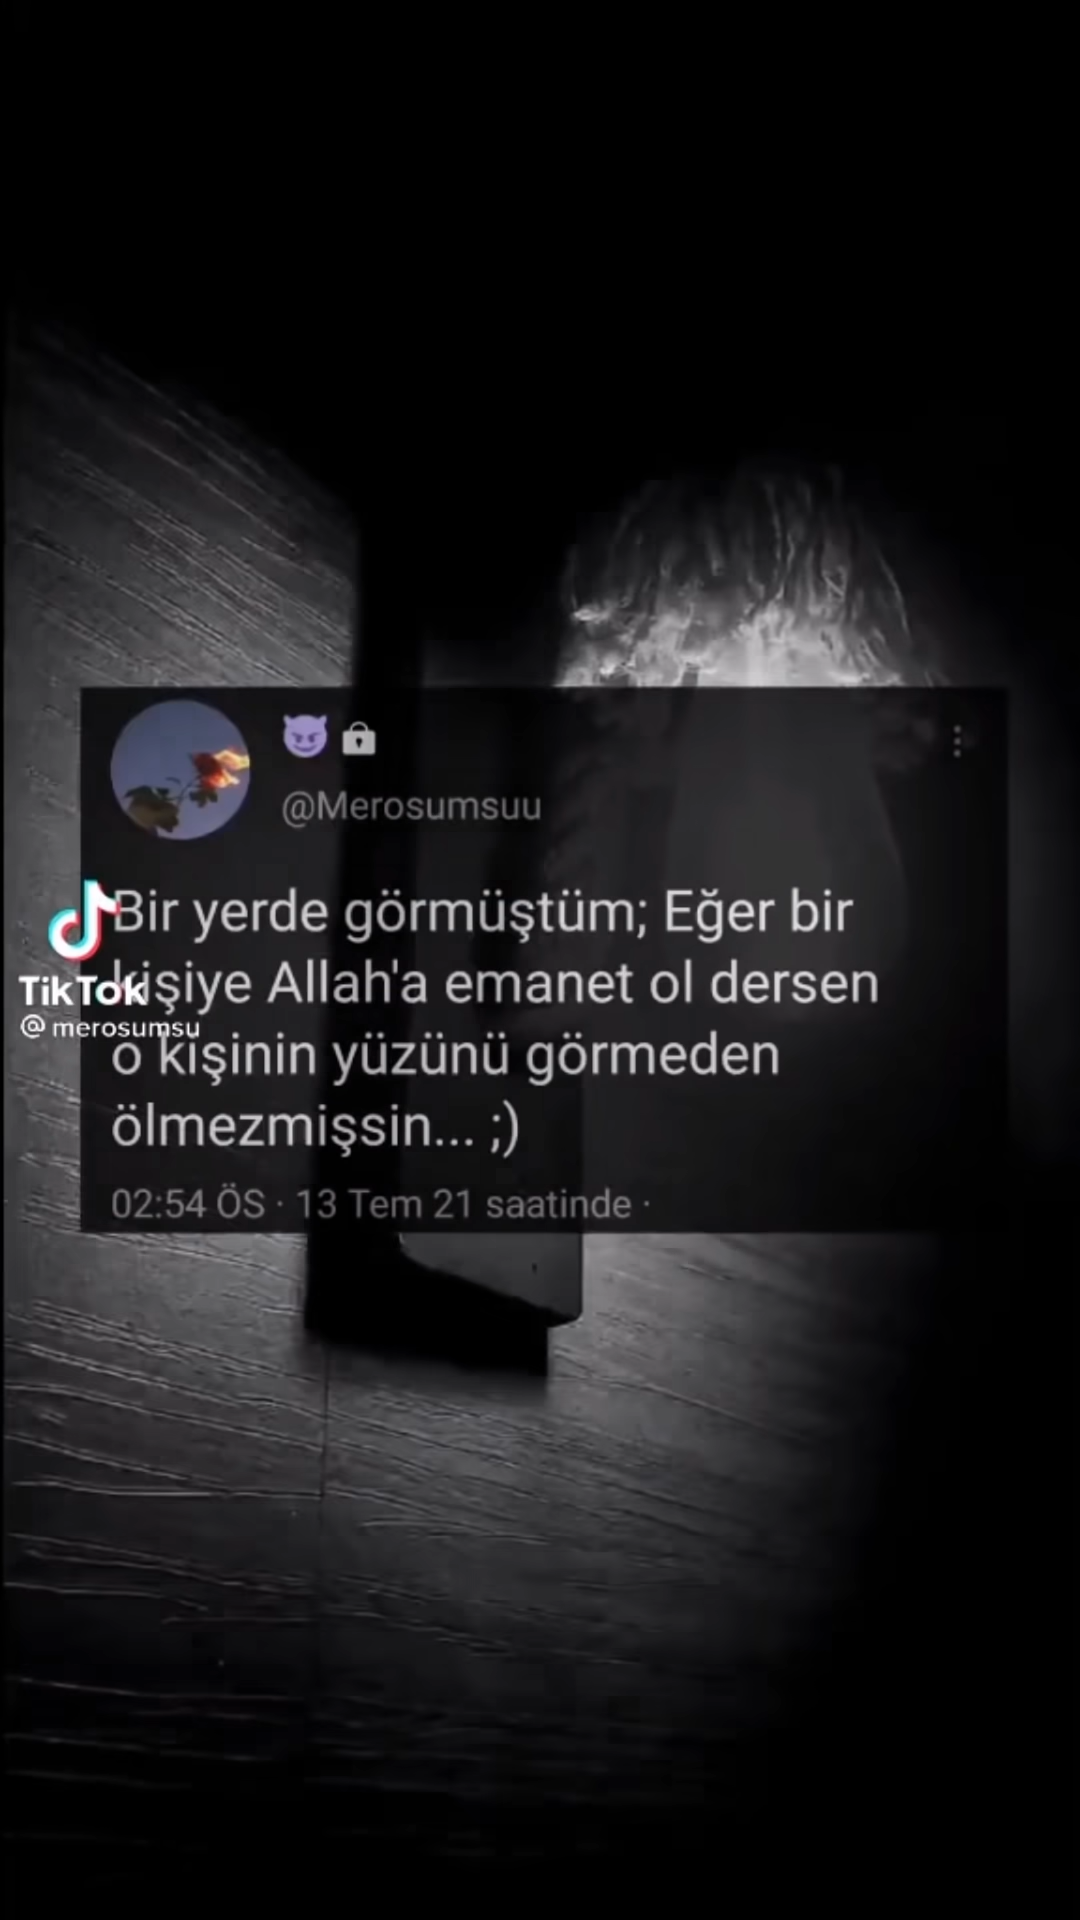 @Merosumsuu
Bir yerde görmüştüm; Eğer bir
kişiye Allah'a emanet ol dersen
o kişinin yüzünü görmeden
ölmezmişsin... ;)
02:54 ÖS · 13 Tem 21 saatinde ·
TikTok
@merosumsu